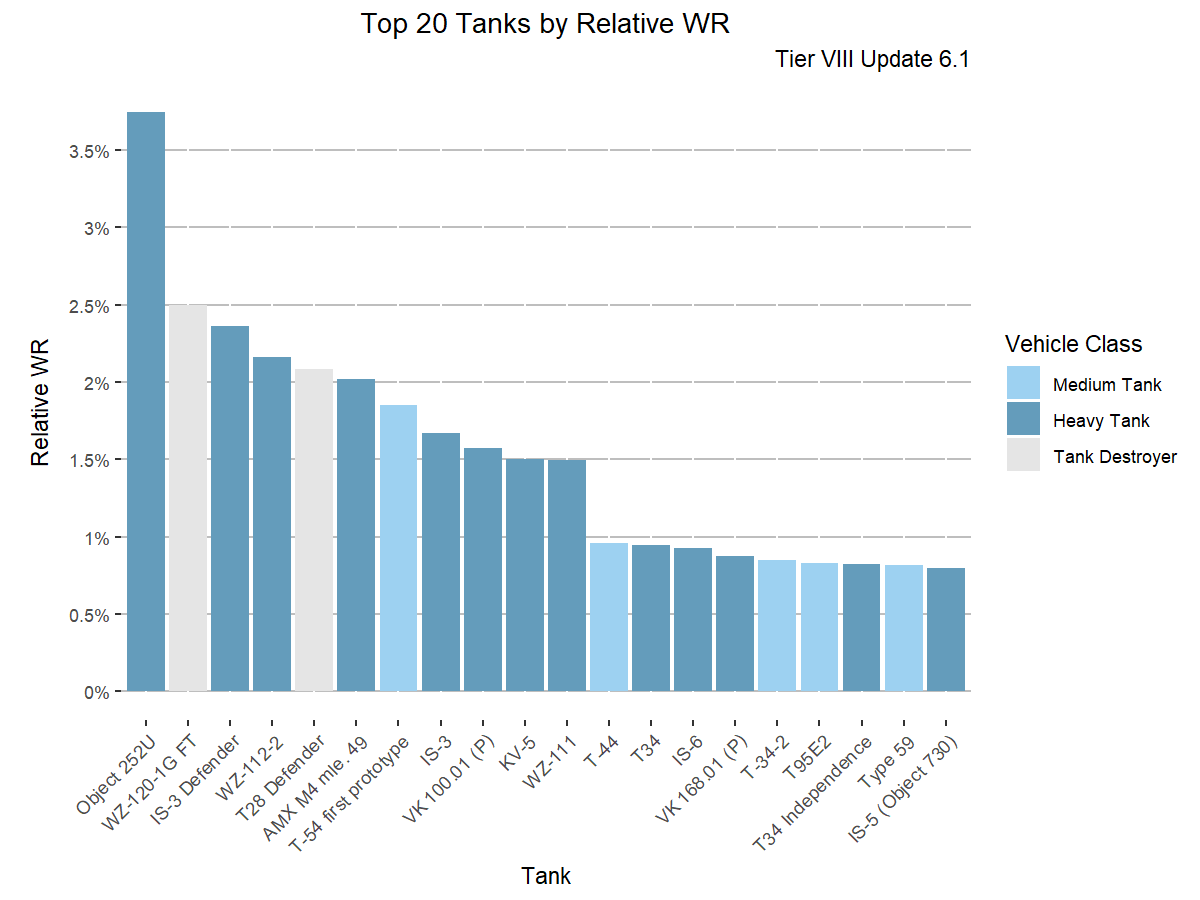 Top 20 Tanks by Relative WR
Tier VIII Update 6.1
3.5%
3%
2.5%
2%
1.5%
1%
0.5%
0%
Relative WR
Object 252U
WZ-120-1G FT
IS-3 Defender
WZ-112-2
T28 Defender
AMX M4 mle. 49
T-54 first prototype
IS-3
VK 100.01 (P)
KV-5
WZ-111
T-44
T34
IS-6
VK 168.01 (P)
T-34-2
T95E2
T34 Independence
Type 59
IS-5 (Object 730)
Tank
Vehicle Class
Medium Tank
Heavy Tank
Tank Destroyer